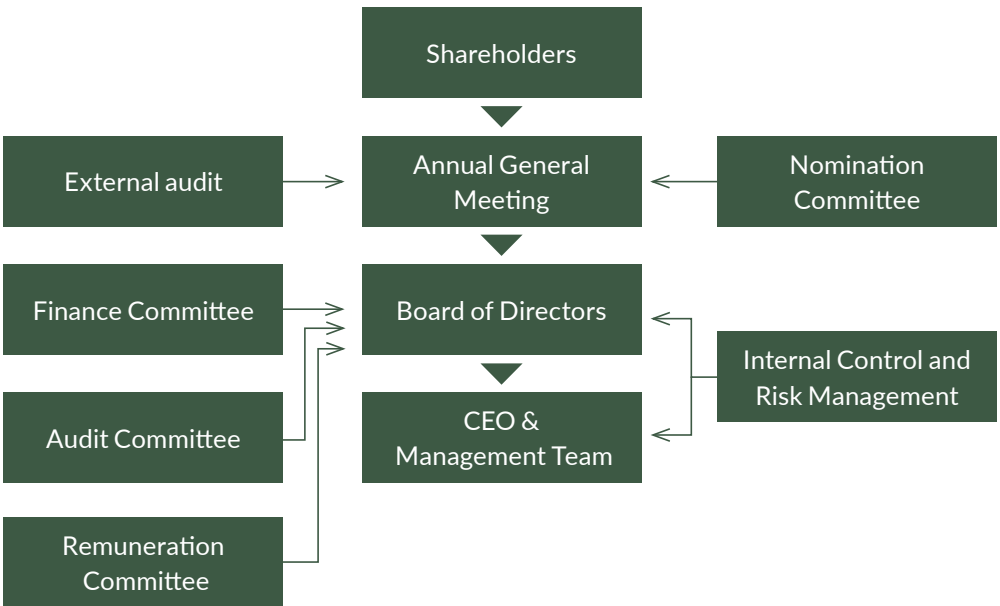 Shareholders
External audit
Annual General
Meeting
Nomination
Committee
Finance Committee
Board of Directors
Internal Control and
Risk Management
Audit Committee
CEO &
Management Team
Remuneration
Committee